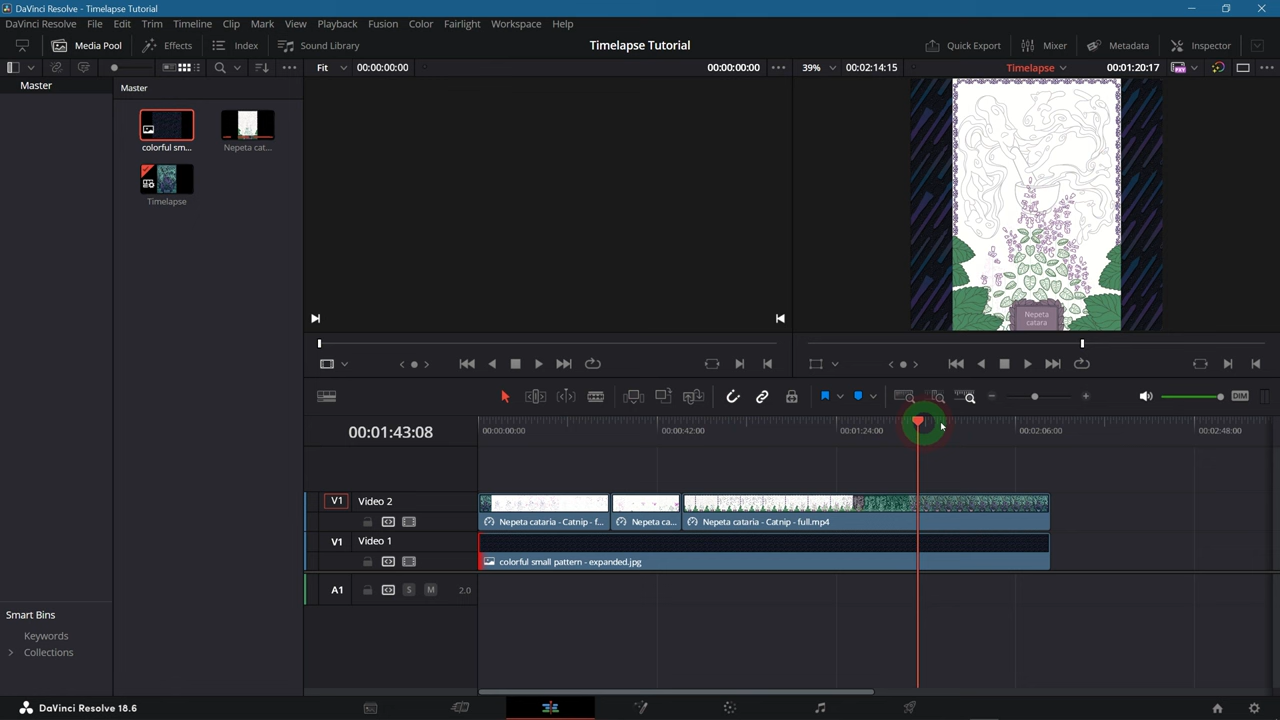 DaVinci Resolve - Timelapse Tutorial
DaVinci Resolve File Edit Trim Timeline Clip Mark View Playback Fusion Color Fairlight Workspace Help
Media Pool Effects Index Sound Library Timelapse Tutorial Quick Export Mixer Metadata Inspector
Fit 00:00:00:00 00:00:00:00 39% 00:02:14:15 Timelapse 00:01:20:17
Master Master
colorful sm... Nepeta cat...
Timelapse
Nepeta
catara
00:01:43:08 00:00:00:00 00:00:42:00 00:01:24:00 00:02:06:00 00:02:48:00
DIM
V1 Video 2
Nepeta cataria - Catnip - f... Nepeta ca... Nepeta cataria - Catnip - full.mp4
V1 Video 1
colorful small pattern - expanded.jpg
A1 S M 2.0
Smart Bins
Keywords
Collections
DaVinci Resolve 18.6